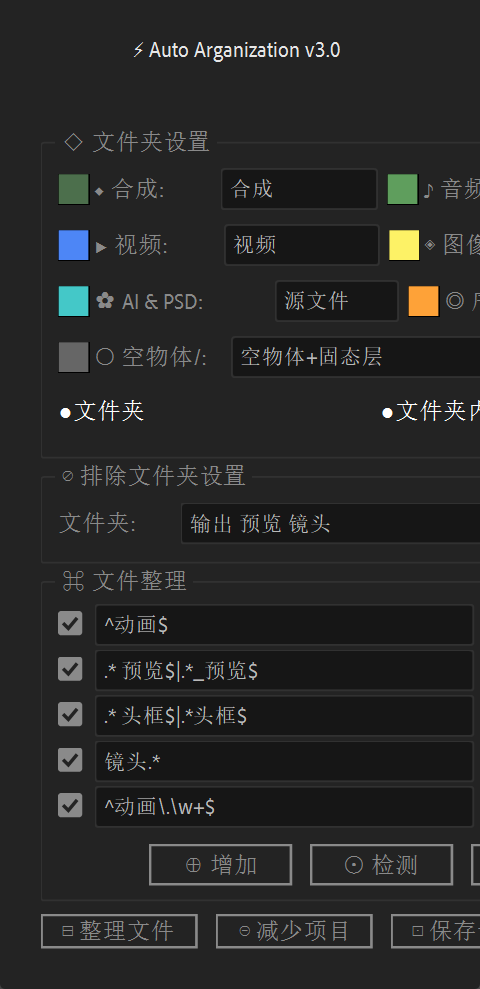 ⚡ Auto Arganization v3.0
◇ 文件夹设置
◆ 合成: 合成 ♪ 音频
▶ 视频: 视频 ◈ 图像
✿ AI & PSD: 源文件 ◎
○ 空物体/: 空物体+固态层
●文件夹 ●文件夹内
⊘ 排除文件夹设置
文件夹: 输出 预览 镜头
⌘ 文件整理
^动画$
.* 预览$|.*_预览$
.* 头框$|.*头框$
镜头.*
^动画\.\w+$
⊕ 增加 ⊙ 检测
⊟ 整理文件 ⊖ 减少项目 ⊡ 保存